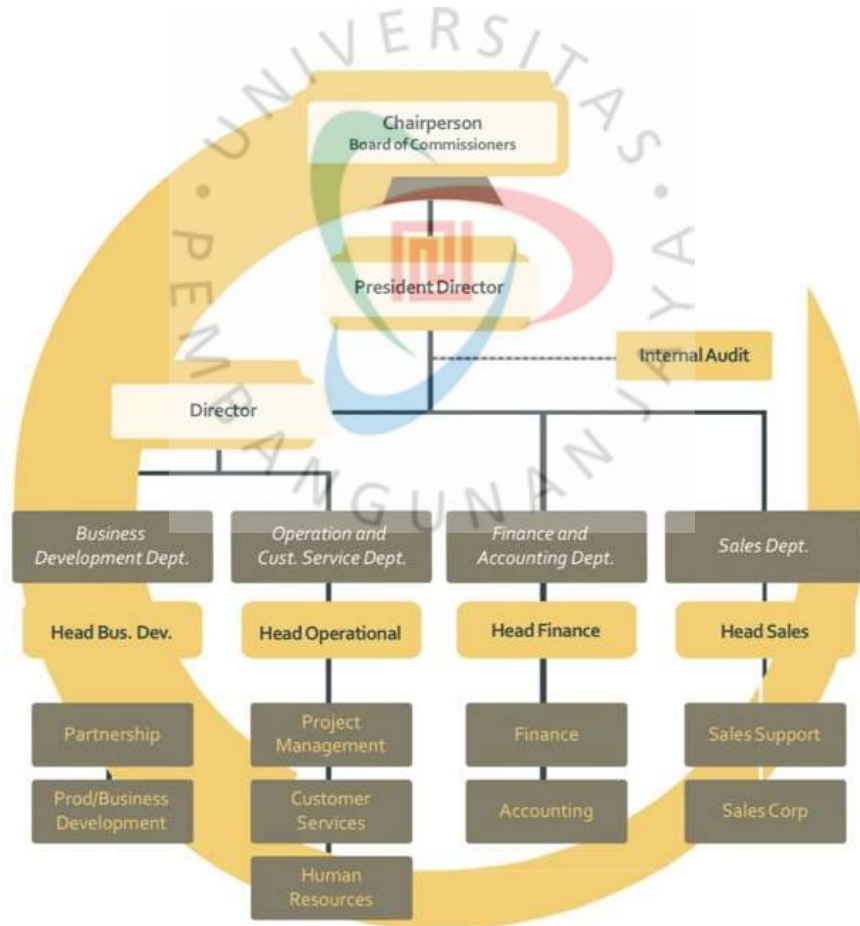 UNIVERSITAS
PEMBANGUNAN JAYA
Chairperson
Board of Commissioners
President Director
Internal Audit
Director
Business
Development Dept.
Operation and
Cust. Service Dept.
Finance and
Accounting Dept.
Sales Dept.
Head Bus. Dev.
Head Operational
Head Finance
Head Sales
Partnership
Project
Management
Finance
Sales Support
Prod/Business
Development
Customer
Services
Accounting
Sales Corp
Human
Resources